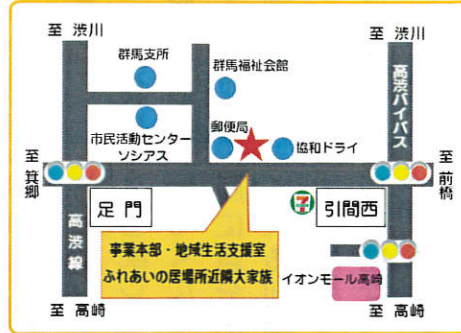 至 渋川
至 渋川
群馬支所
群馬福祉会館
高渋バイパス
郵便局
市民活動センター
ソシアス
協和ドライ
至 箕郷
至 前橋
足門
7
引間西
高渋線
事業本部・地域生活支援室
ふれあいの居場所近隣大家族
イオンモール高崎
至 高崎
至 高崎